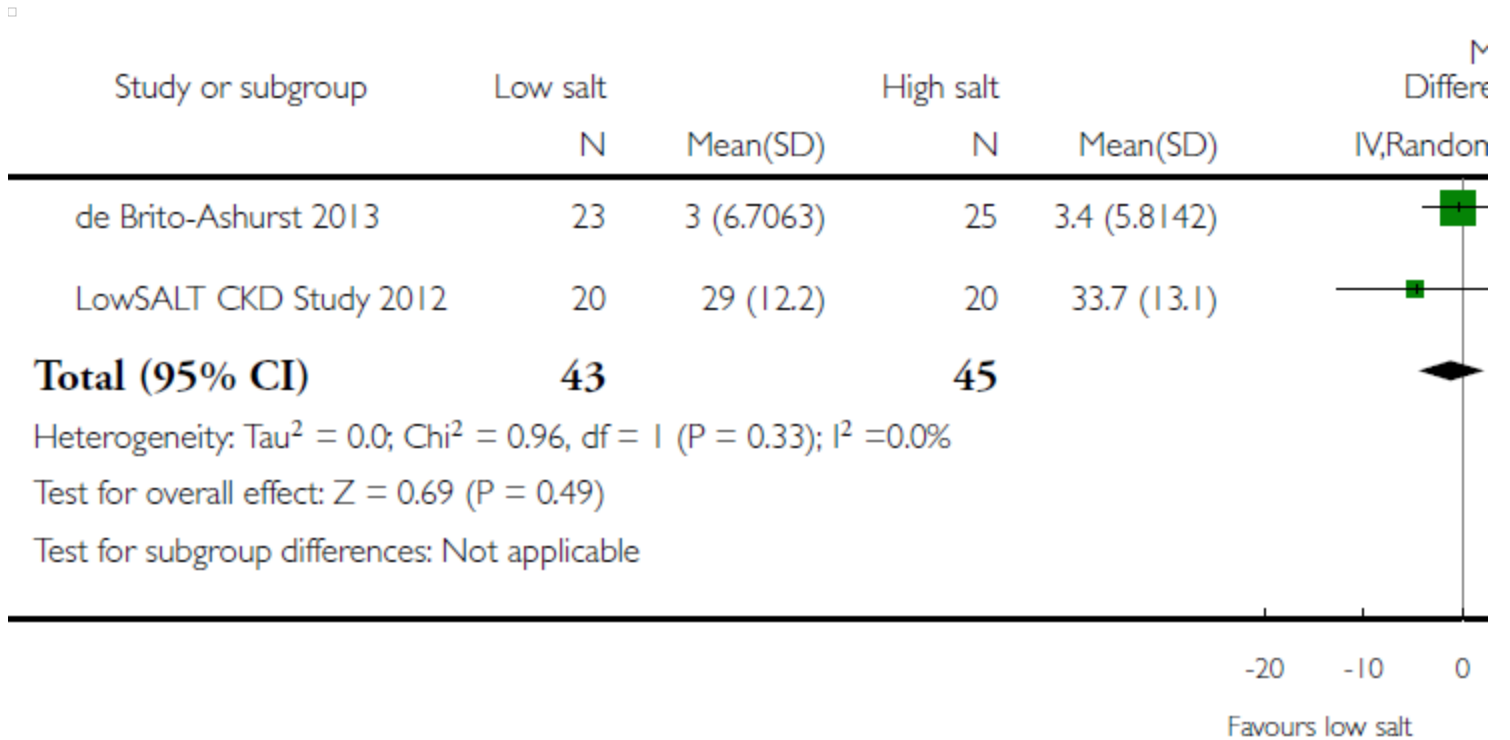 M
Study or subgroup Low salt High salt Differe
N Mean(SD) N Mean(SD) IV,Random
de Brito-Ashurst 2013 23 3 (6.7063) 25 3.4 (5.8142)
LowSALT CKD Study 2012 20 29 (12.2) 20 33.7 (13.1)
Total (95% CI) 43 45
Heterogeneity: Tau² = 0.0; Chi² = 0.96, df = 1 (P = 0.33); I² =0.0%
Test for overall effect: Z = 0.69 (P = 0.49)
Test for subgroup differences: Not applicable
-20 -10 0
Favours low salt